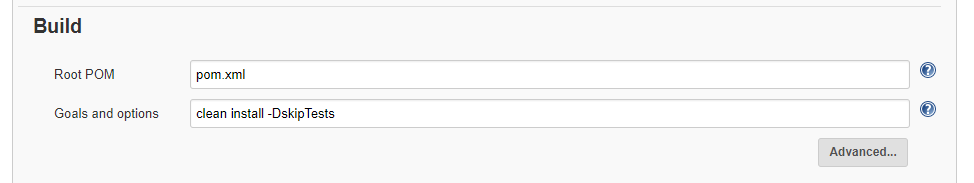 Build
Root POM pom.xml ?
Goals and options clean install -DskipTests ?
Advanced...